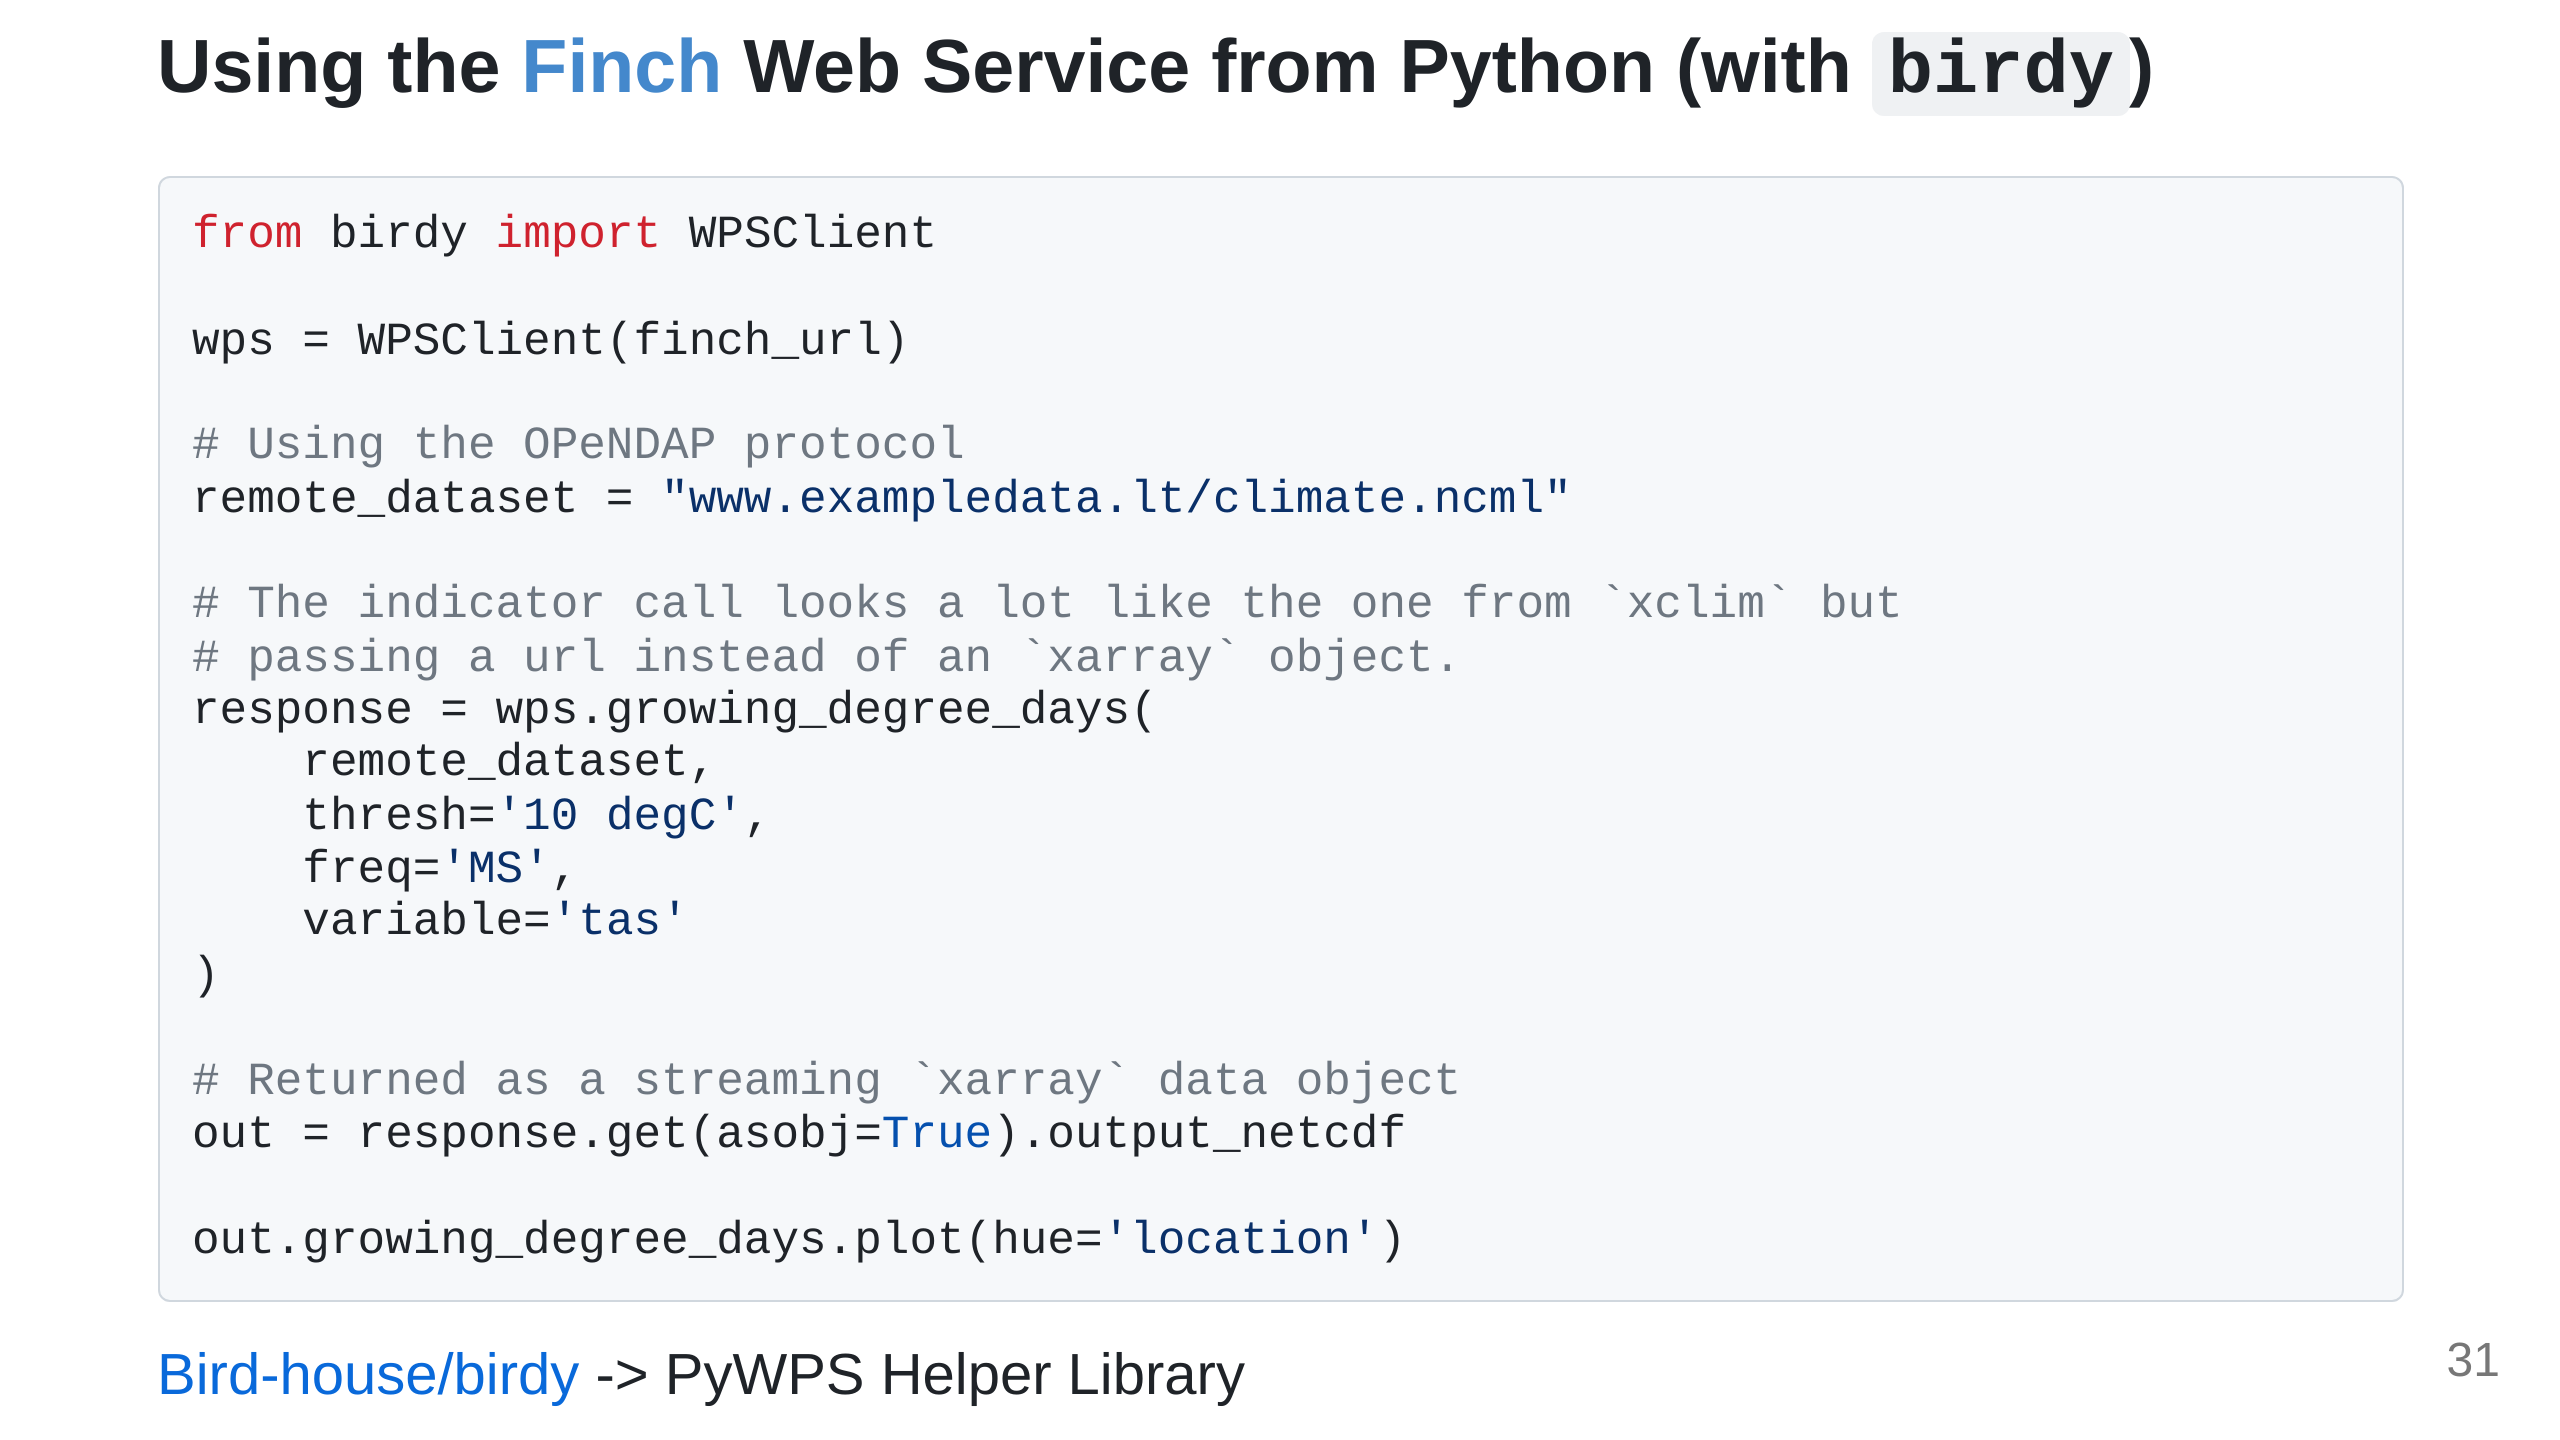 Using the Finch Web Service from Python (with birdy)
from birdy import WPSClient
wps = WPSClient(finch_url)
# Using the OPeNDAP protocol
remote_dataset = "www.exampledata.lt/climate.ncml"
# The indicator call looks a lot like the one from `xclim` but
# passing a url instead of an `xarray` object.
response = wps.growing_degree_days(
    remote_dataset,
    thresh='10 degC',
    freq='MS',
    variable='tas'
)
# Returned as a streaming `xarray` data object
out = response.get(asobj=True).output_netcdf
out.growing_degree_days.plot(hue='location')
Bird-house/birdy -> PyWPS Helper Library
31